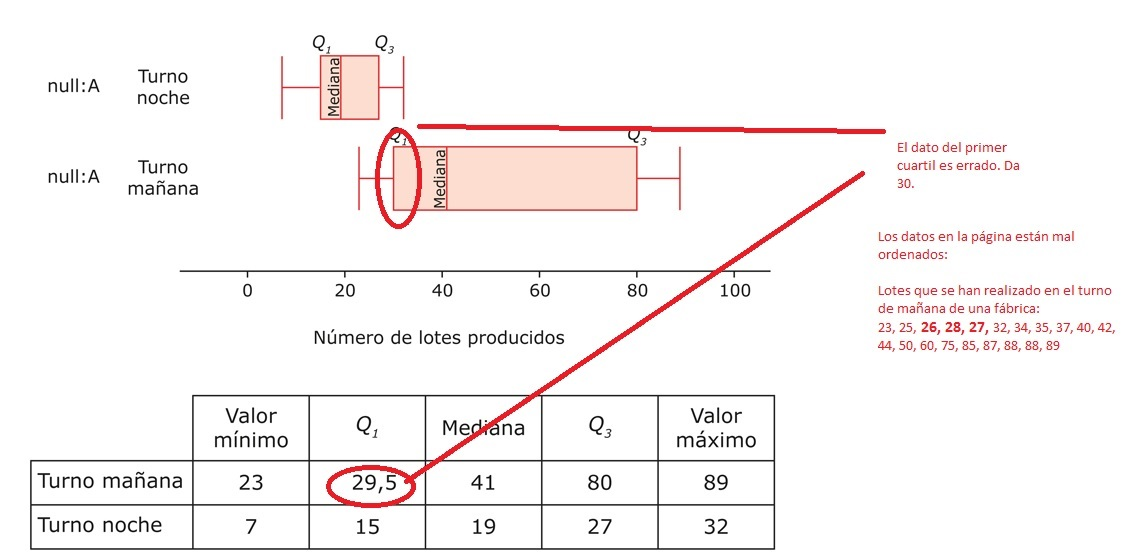 Q1 Q3
null:A Turno noche Mediana
Q1 Q3
null:A Turno mañana Mediana
El dato del primer
cuartil es errado. Da
30.
Los datos en la página están mal
ordenados:
Lotes que se han realizado en el turno
de mañana de una fábrica:
23, 25, 26, 28, 27, 32, 34, 35, 37, 40, 42,
44, 50, 60, 75, 85, 87, 88, 88, 89
0 20 40 60 80 100
Número de lotes producidos
Valor mínimo Q1 Mediana Q3 Valor máximo
Turno mañana 23 29,5 41 80 89
Turno noche 7 15 19 27 32